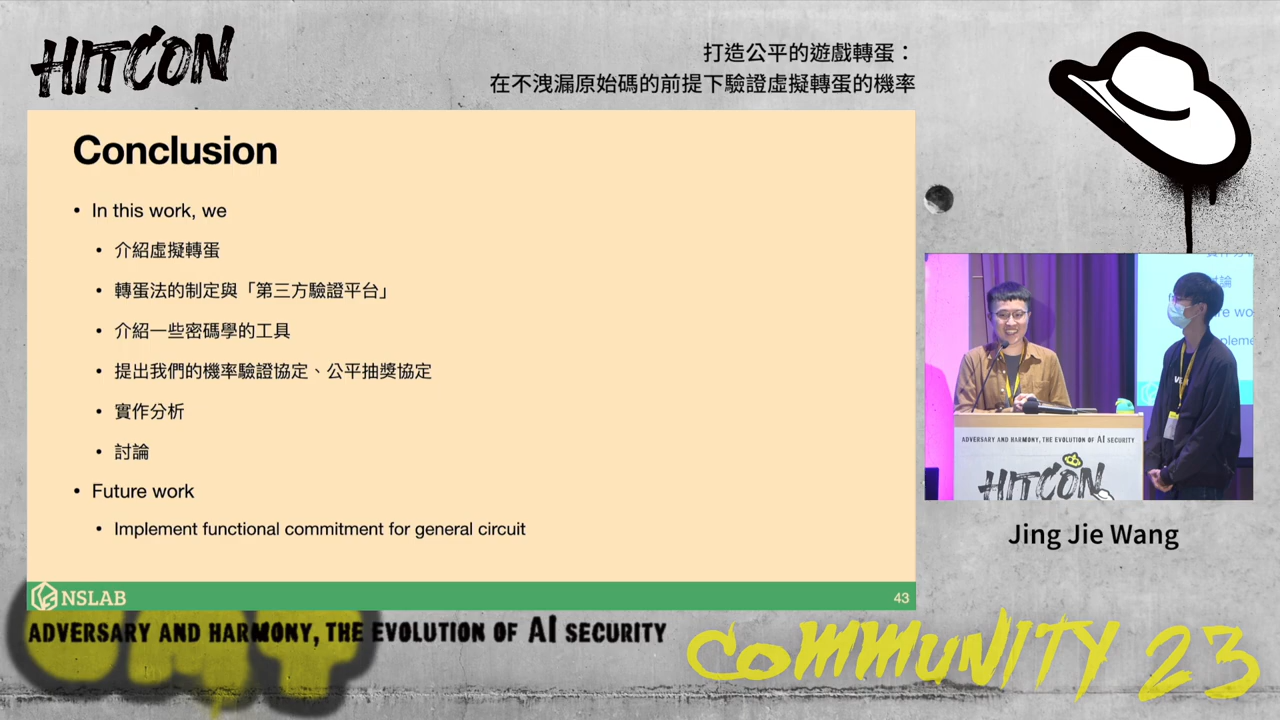 HITCON
打造公平的遊戲轉蛋：
在不洩漏原始碼的前提下驗證虛擬轉蛋的機率
Conclusion
• In this work, we
• 介紹虛擬轉蛋
• 轉蛋法的制定與「第三方驗證平台」
• 介紹一些密碼學的工具
• 提出我們的機率驗證協定、公平抽獎協定
• 實作分析
• 討論
• Future work
• Implement functional commitment for general circuit
NSLAB
43
ADVERSARY AND HARMONY, THE EVOLUTION OF AI SECURITY
HITCON
Jing Jie Wang
ADVERSARY AND HARMONY, THE EVOLUTION OF AI SECURITY
COMMUNITY 23